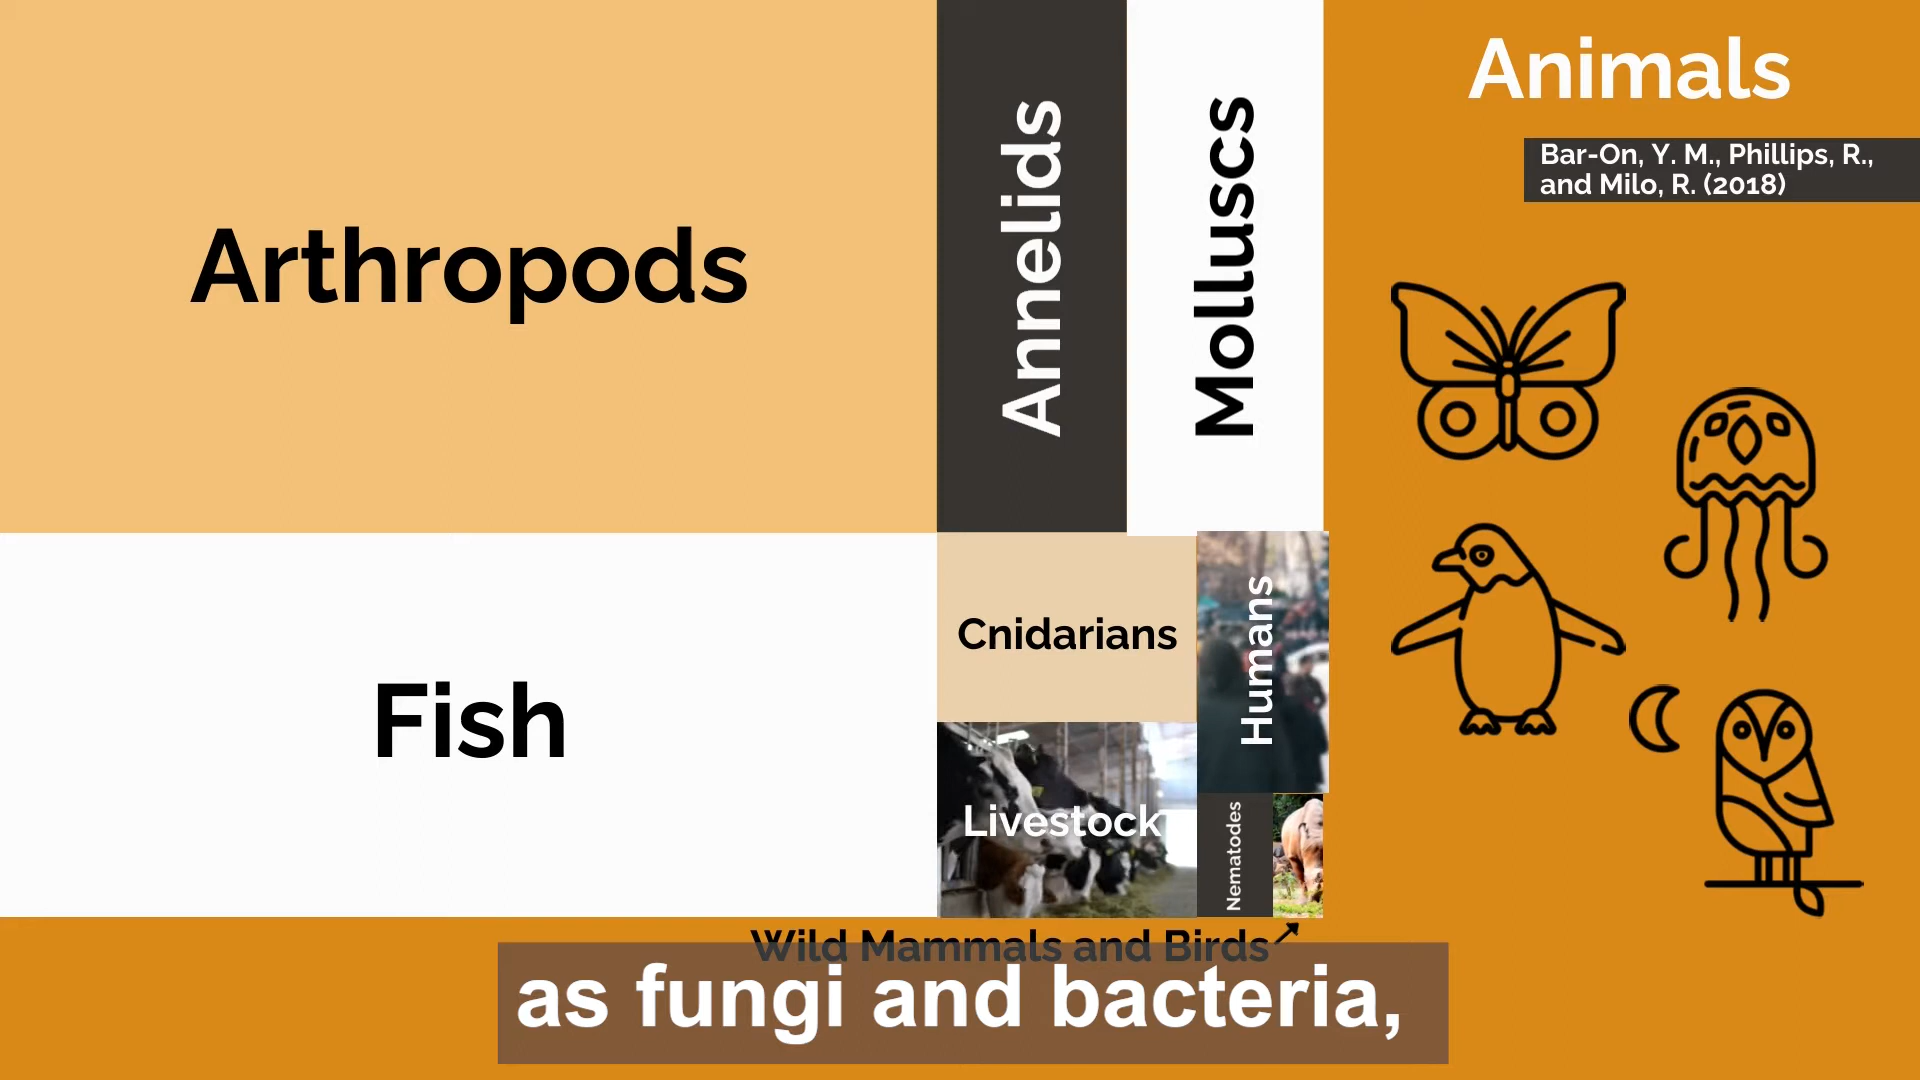 Animals
Bar-On, Y. M., Phillips, R.,
and Milo, R. (2018)
Arthropods
Annelids
Molluscs
Fish
Cnidarians
Humans
Livestock
Nematodes
Wild Mammals and Birds
as fungi and bacteria,